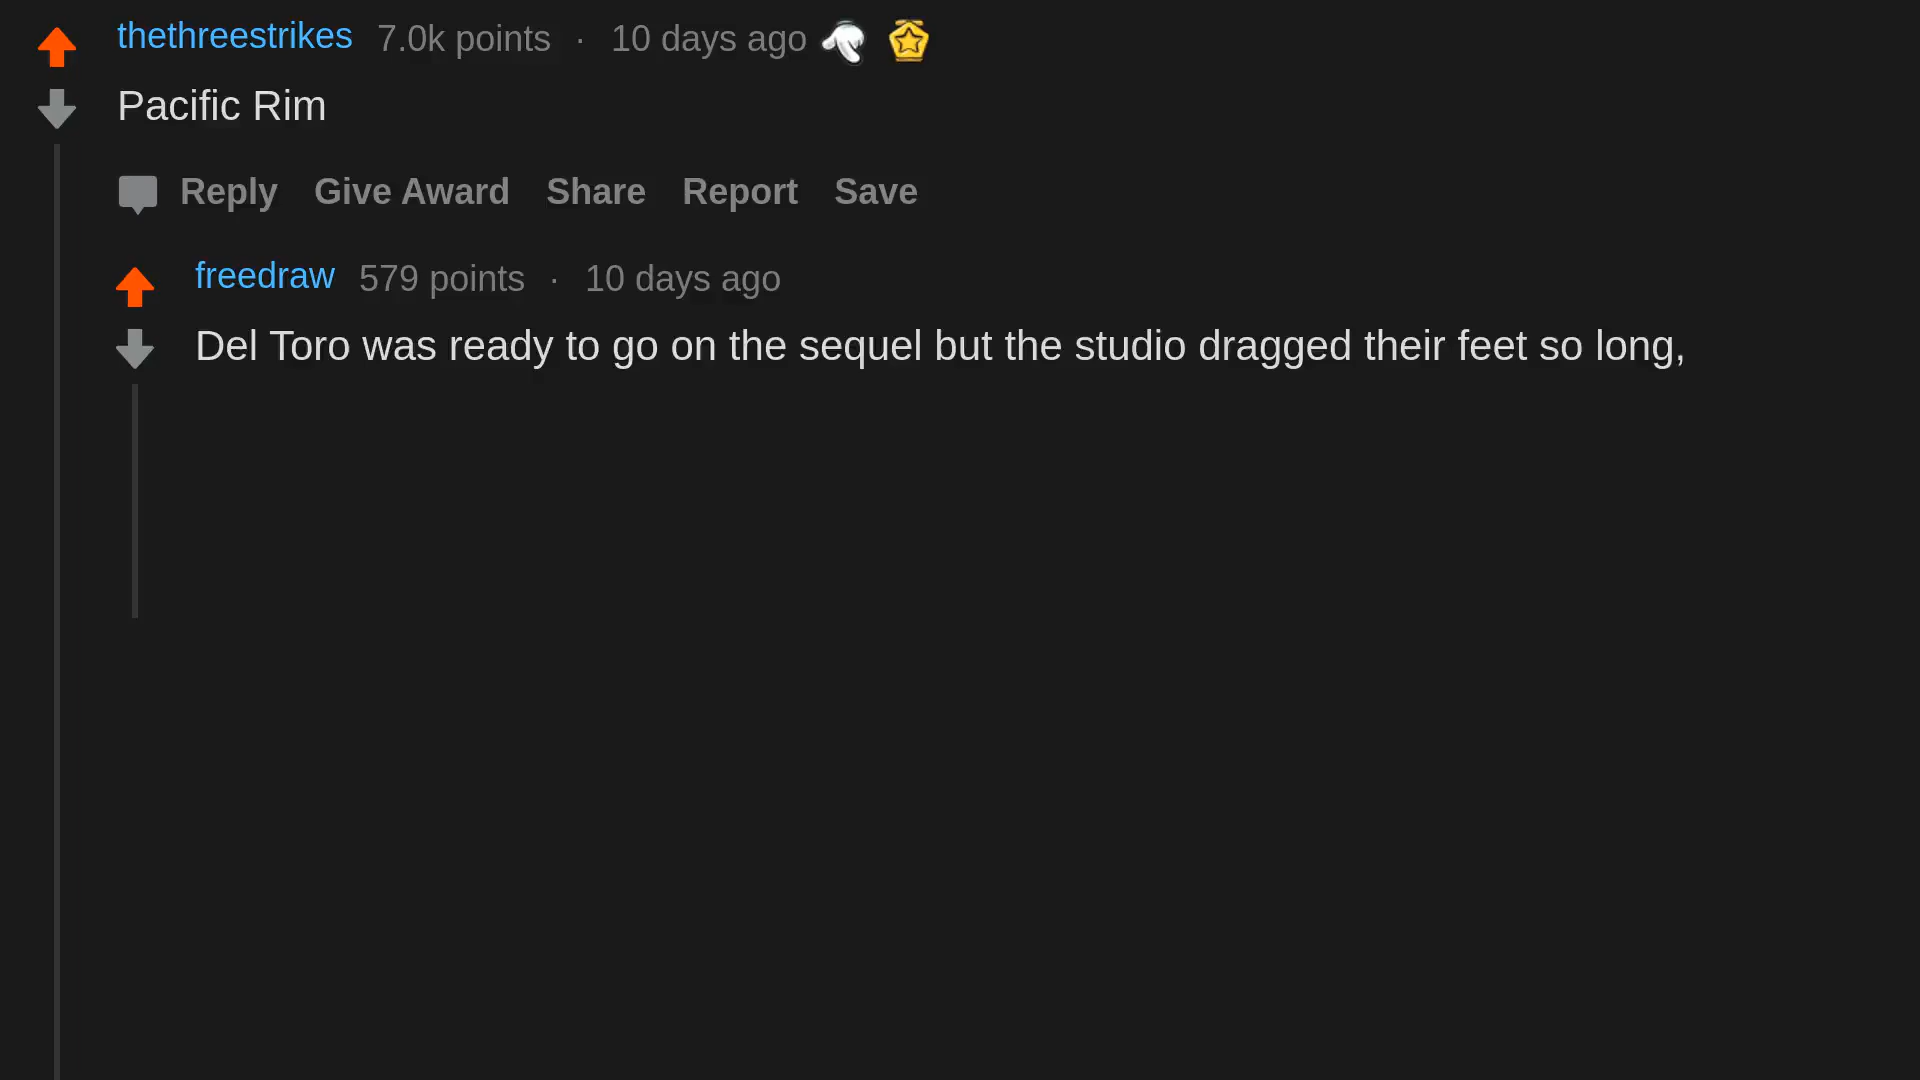 thethreestrikes 7.0k points · 10 days ago
Pacific Rim
Reply Give Award Share Report Save
freedraw 579 points · 10 days ago
Del Toro was ready to go on the sequel but the studio dragged their feet so long,